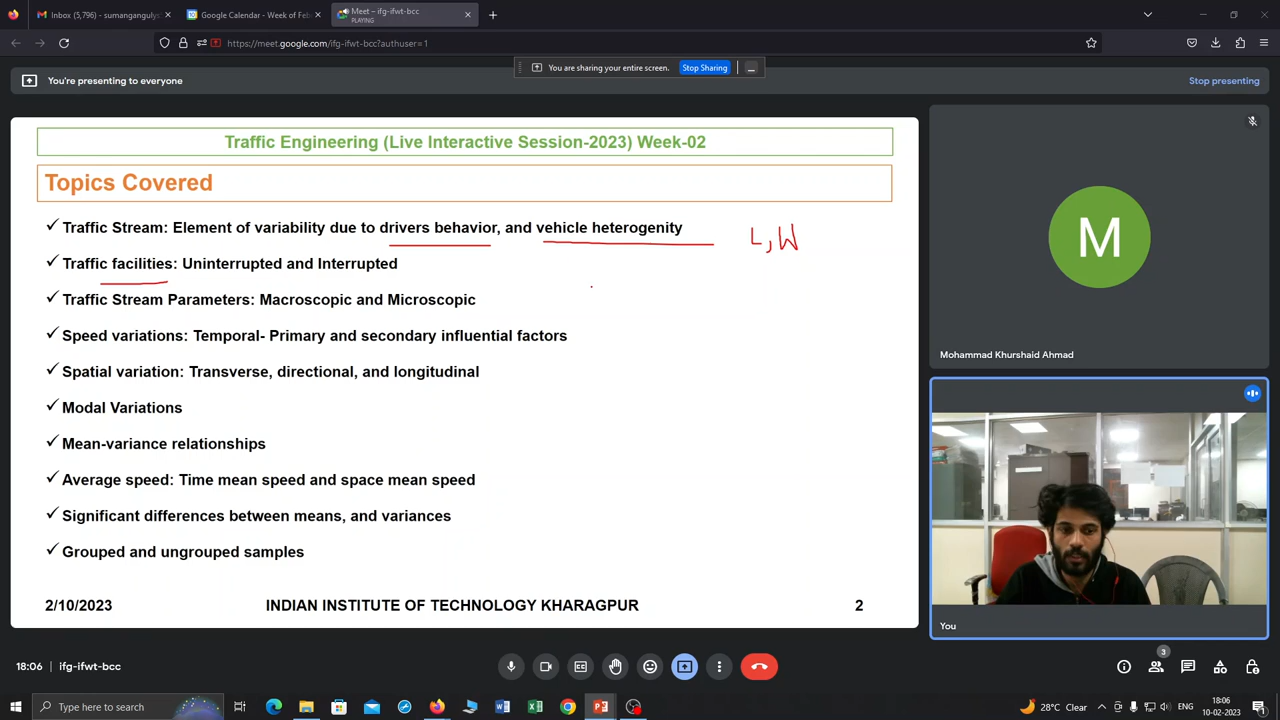 Inbox (5,796) - sumangangulys
Google Calendar - Week of Feb
Meet – ifg-ifwt-bcc
PLAYING
https://meet.google.com/ifg-ifwt-bcc?authuser=1
You are sharing your entire screen.
Stop Sharing
You're presenting to everyone
Stop presenting
Traffic Engineering (Live Interactive Session-2023) Week-02
Topics Covered
✓ Traffic Stream: Element of variability due to drivers behavior, and vehicle heterogenity
L, W
✓ Traffic facilities: Uninterrupted and Interrupted
✓ Traffic Stream Parameters: Macroscopic and Microscopic
✓ Speed variations: Temporal- Primary and secondary influential factors
✓ Spatial variation: Transverse, directional, and longitudinal
✓ Modal Variations
✓ Mean-variance relationships
✓ Average speed: Time mean speed and space mean speed
✓ Significant differences between means, and variances
✓ Grouped and ungrouped samples
2/10/2023 INDIAN INSTITUTE OF TECHNOLOGY KHARAGPUR 2
M
Mohammad Khurshaid Ahmad
You
18:06 ifg-ifwt-bcc
3
Type here to search
28°C Clear
ENG
18:06
10-02-2023